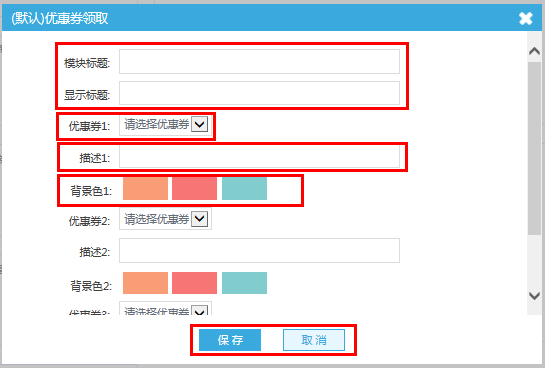 (默认)优惠券领取
模块标题:
显示标题:
优惠券1: 请选择优惠券
描述1:
背景色1:
优惠券2: 请选择优惠券
描述2:
背景色2:
优惠券3: 请选择优惠券
保存 取消